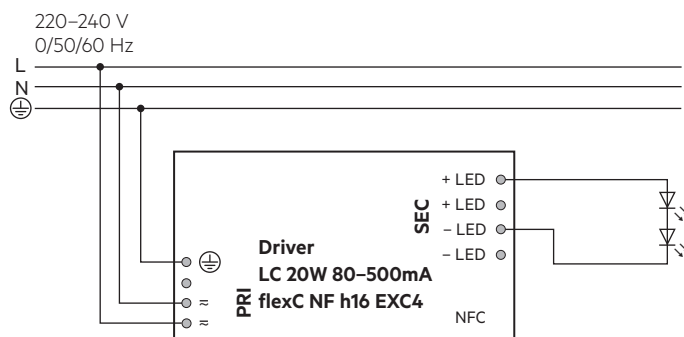 220–240 V
0/50/60 Hz
L
N
+ LED
+ LED
SEC
– LED
– LED
Driver
LC 20W 80–500mA
flexC NF h16 EXC4
PRI
≂
≂
NFC